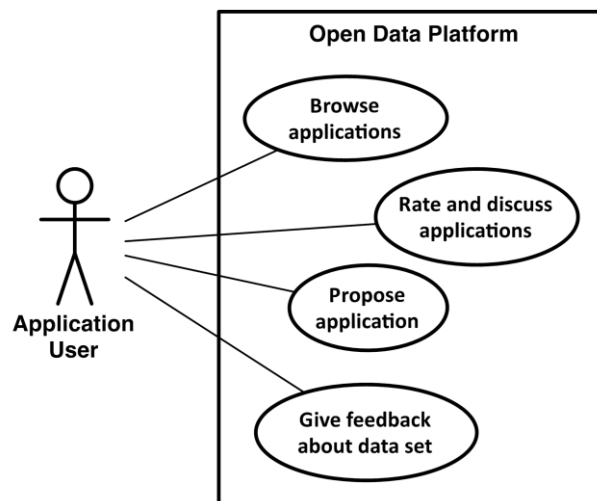 Open Data Platform
Browse
applications
Rate and discuss
applications
Propose
application
Application
User
Give feedback
about data set